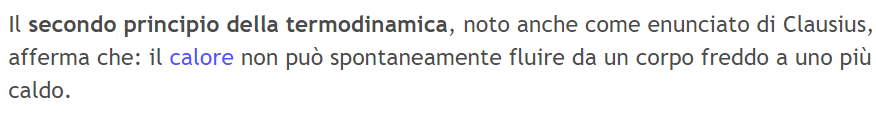 Il secondo principio della termodinamica, noto anche come enunciato di Clausius,
afferma che: il calore non può spontaneamente fluire da un corpo freddo a uno più
caldo.